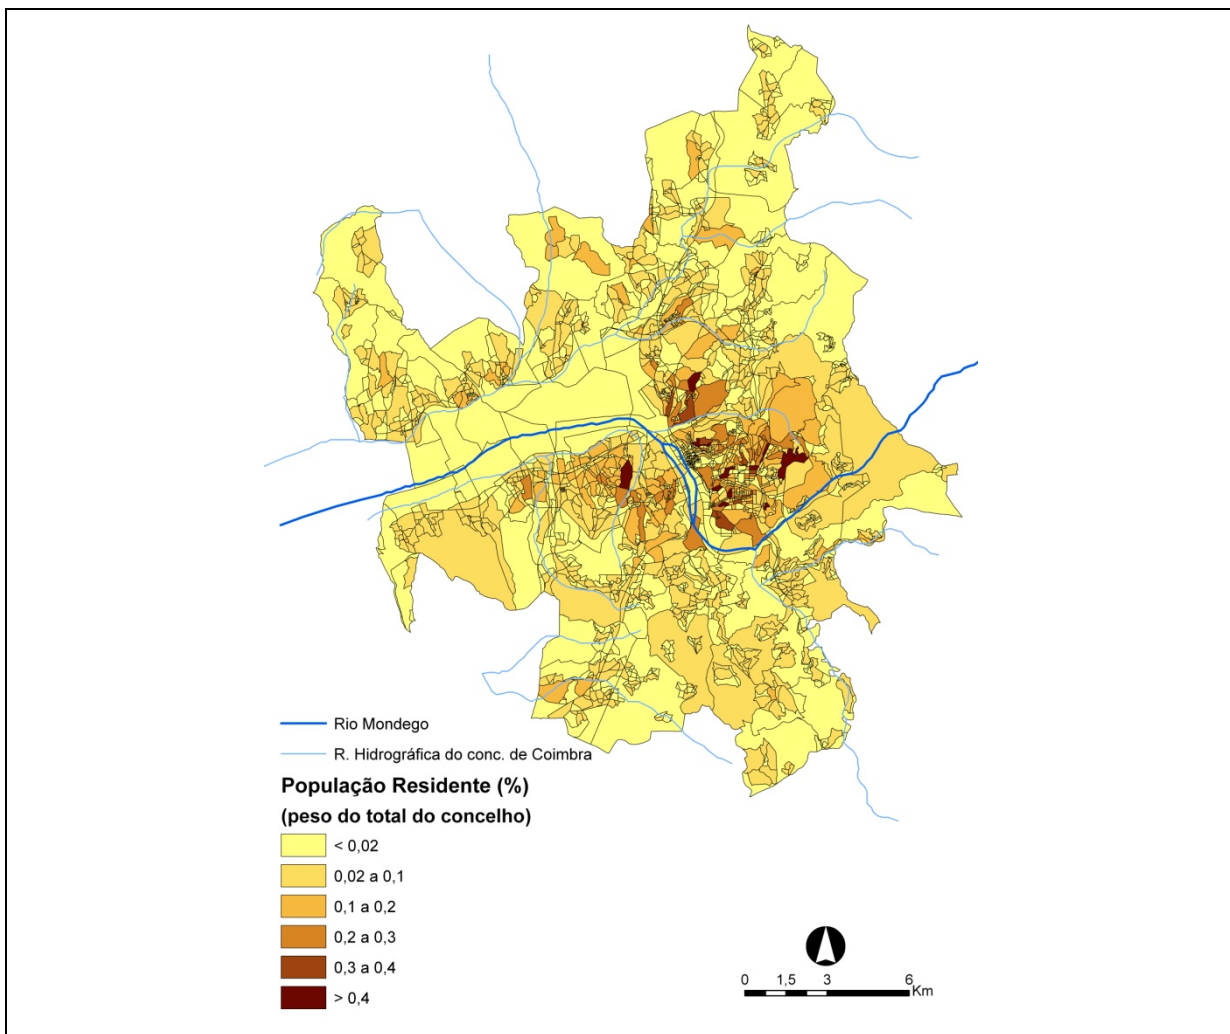 Rio Mondego
R. Hidrográfica do conc. de Coimbra
População Residente (%)
(peso do total do concelho)
< 0,02
0,02 a 0,1
0,1 a 0,2
0,2 a 0,3
0,3 a 0,4
> 0,4
0 1,5 3 6
Km